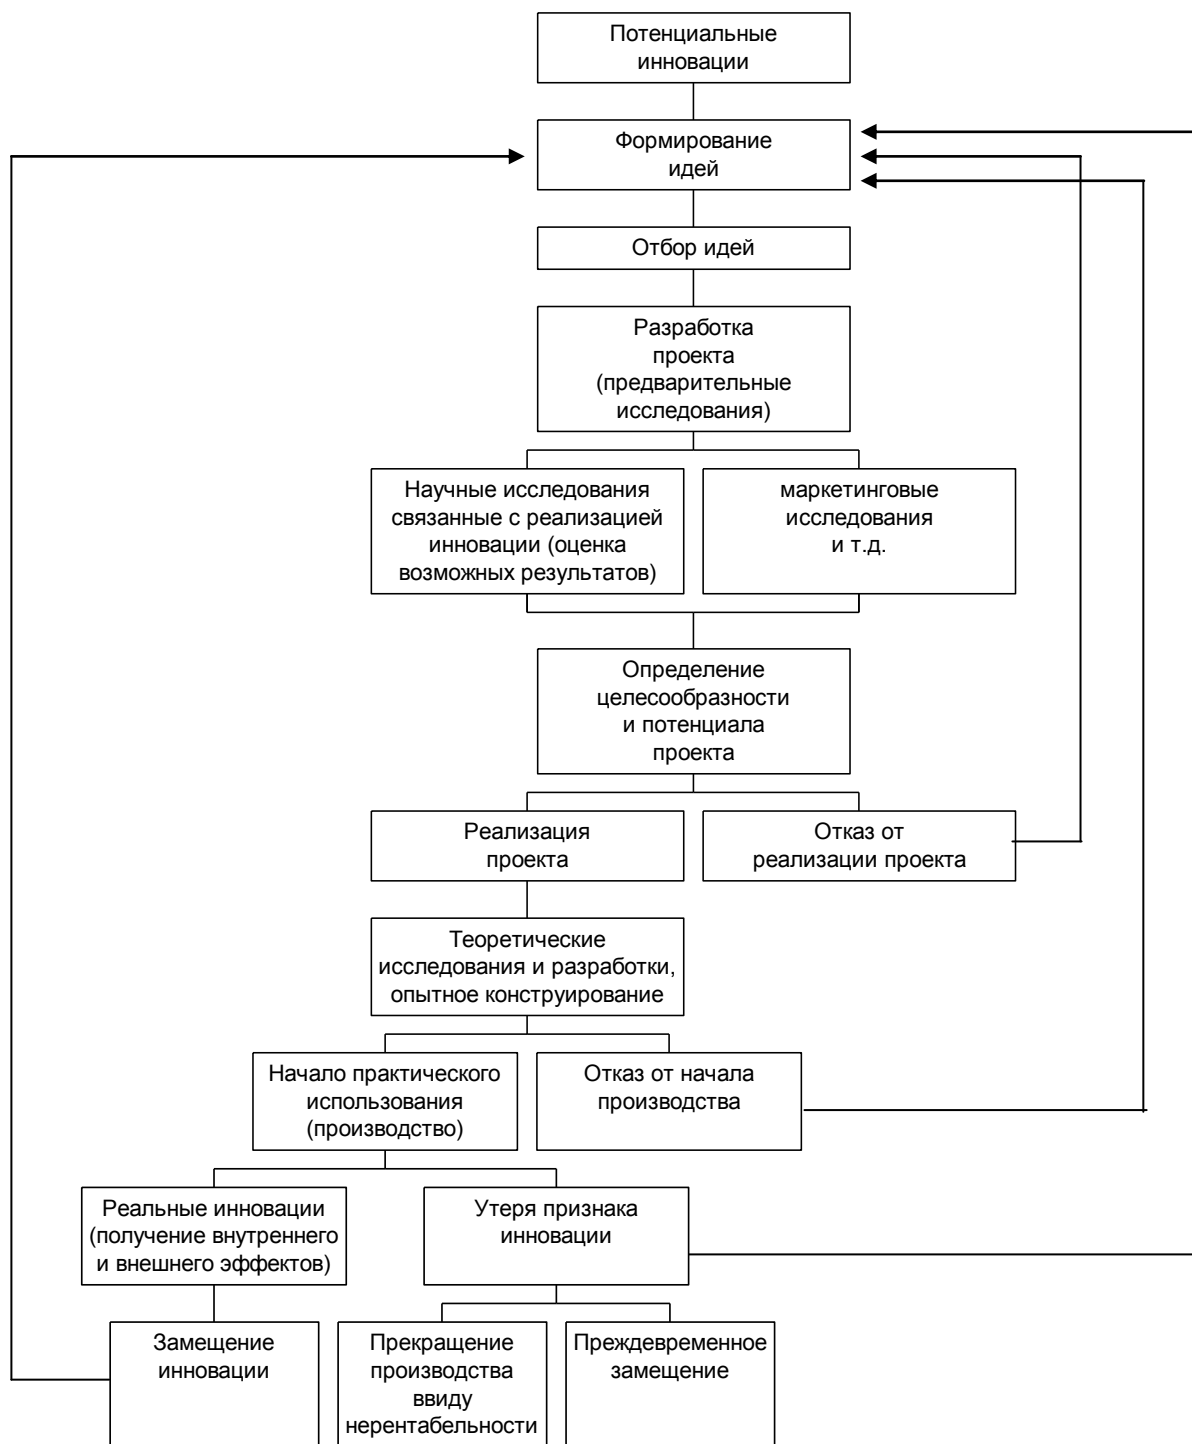 Потенциальные
инновации
Формирование
идей
Отбор идей
Разработка
проекта
(предварительные
исследования)
Научные исследования
связанные с реализацией
инновации (оценка
возможных результатов)
маркетинговые
исследования
и т.д.
Определение
целесообразности
и потенциала
проекта
Реализация
проекта
Отказ от
реализации проекта
Теоретические
исследования и разработки,
опытное конструирование
Начало практического
использования
(производство)
Отказ от начала
производства
Реальные инновации
(получение внутреннего
и внешнего эффектов)
Утеря признака
инновации
Замещение
инновации
Прекращение
производства
ввиду
нерентабельности
Преждевременное
замещение